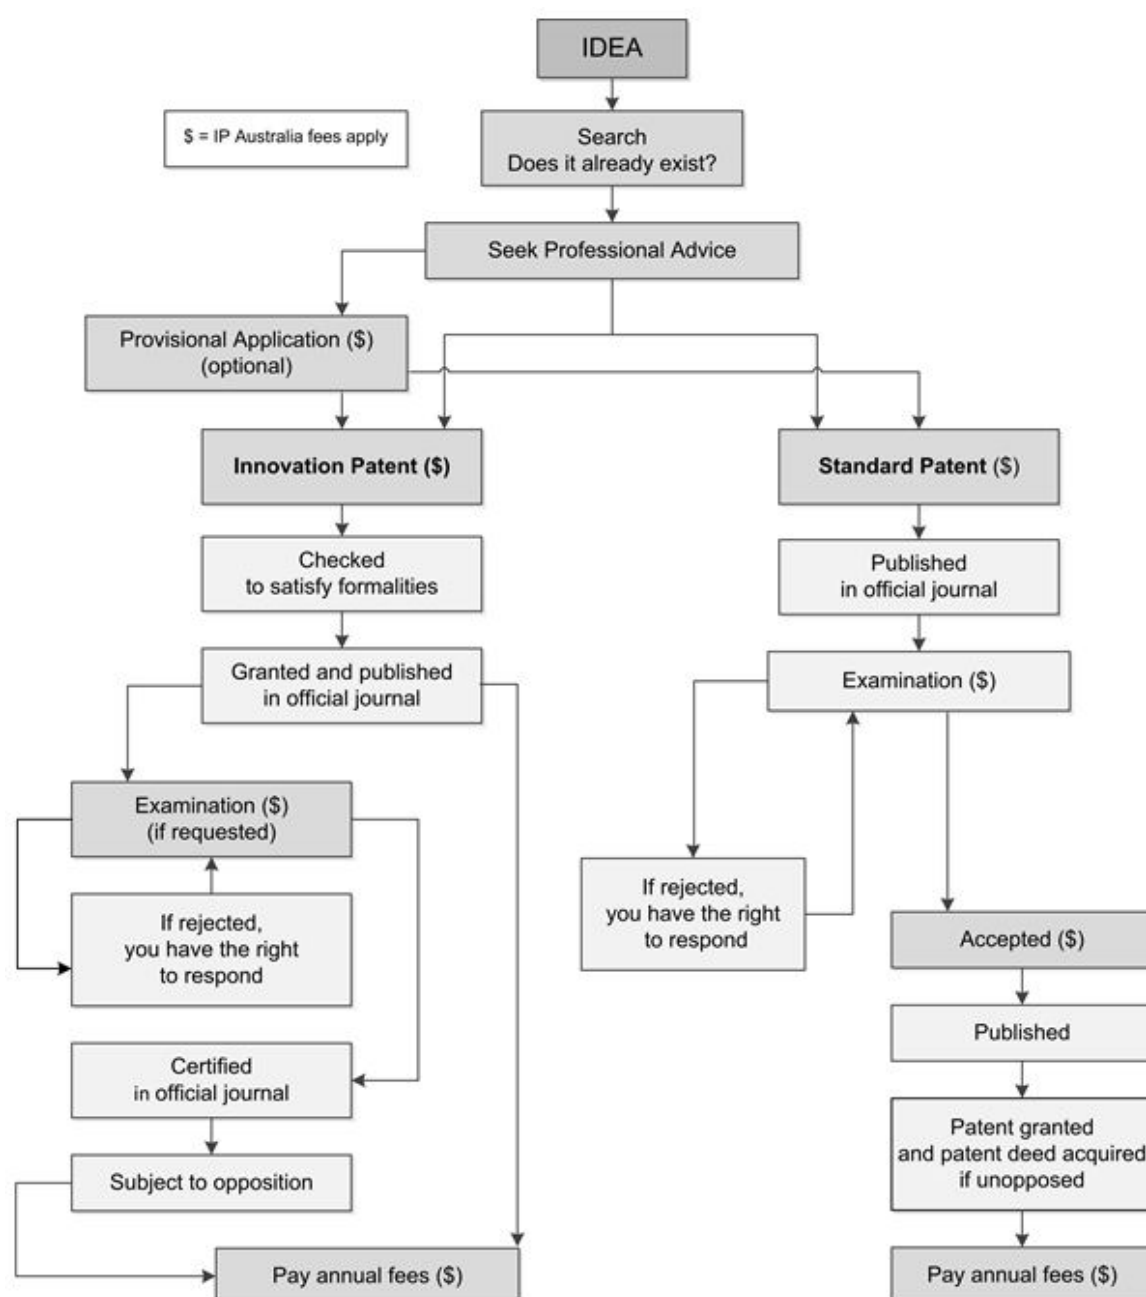 IDEA
$ = IP Australia fees apply
Search
Does it already exist?
Seek Professional Advice
Provisional Application ($)
(optional)
Innovation Patent ($)
Standard Patent ($)
Checked
to satisfy formalities
Published
in official journal
Granted and published
in official journal
Examination ($)
Examination ($)
(if requested)
If rejected,
you have the right
to respond
If rejected,
you have the right
to respond
Accepted ($)
Published
Certified
in official journal
Patent granted
and patent deed acquired
if unopposed
Subject to opposition
Pay annual fees ($)
Pay annual fees ($)